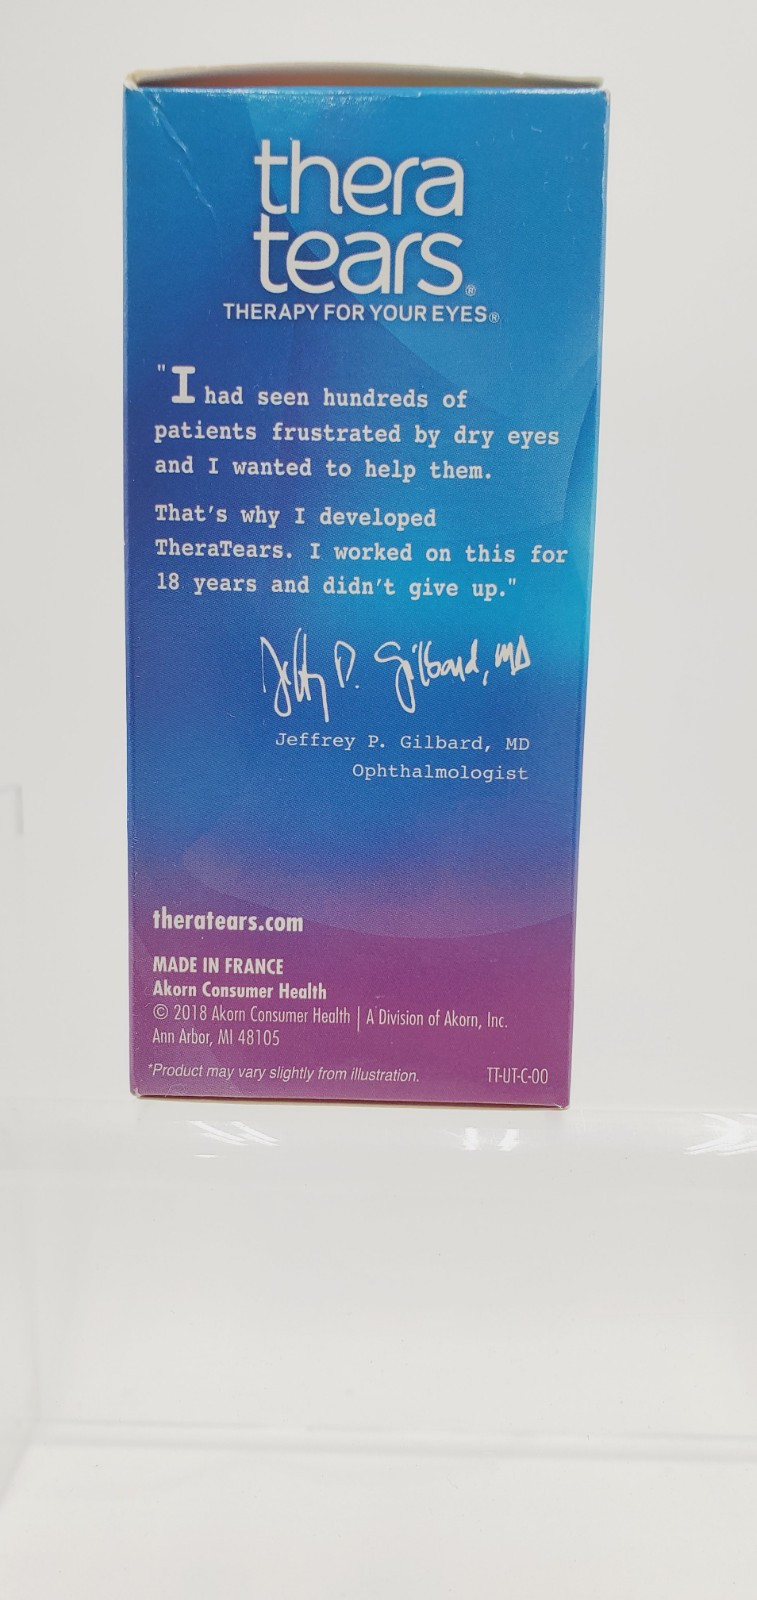 thera
tears®
THERAPY FOR YOUR EYES®
"I had seen hundreds of
patients frustrated by dry eyes
and I wanted to help them.
That's why I developed
TheraTears. I worked on this for
18 years and didn't give up."
Jeffrey P. Gilbard, MD
Jeffrey P. Gilbard, MD
Ophthalmologist
theratears.com
MADE IN FRANCE
Akorn Consumer Health
© 2018 Akorn Consumer Health | A Division of Akorn, Inc.
Ann Arbor, MI 48105
*Product may vary slightly from illustration. TT-UT-C-00